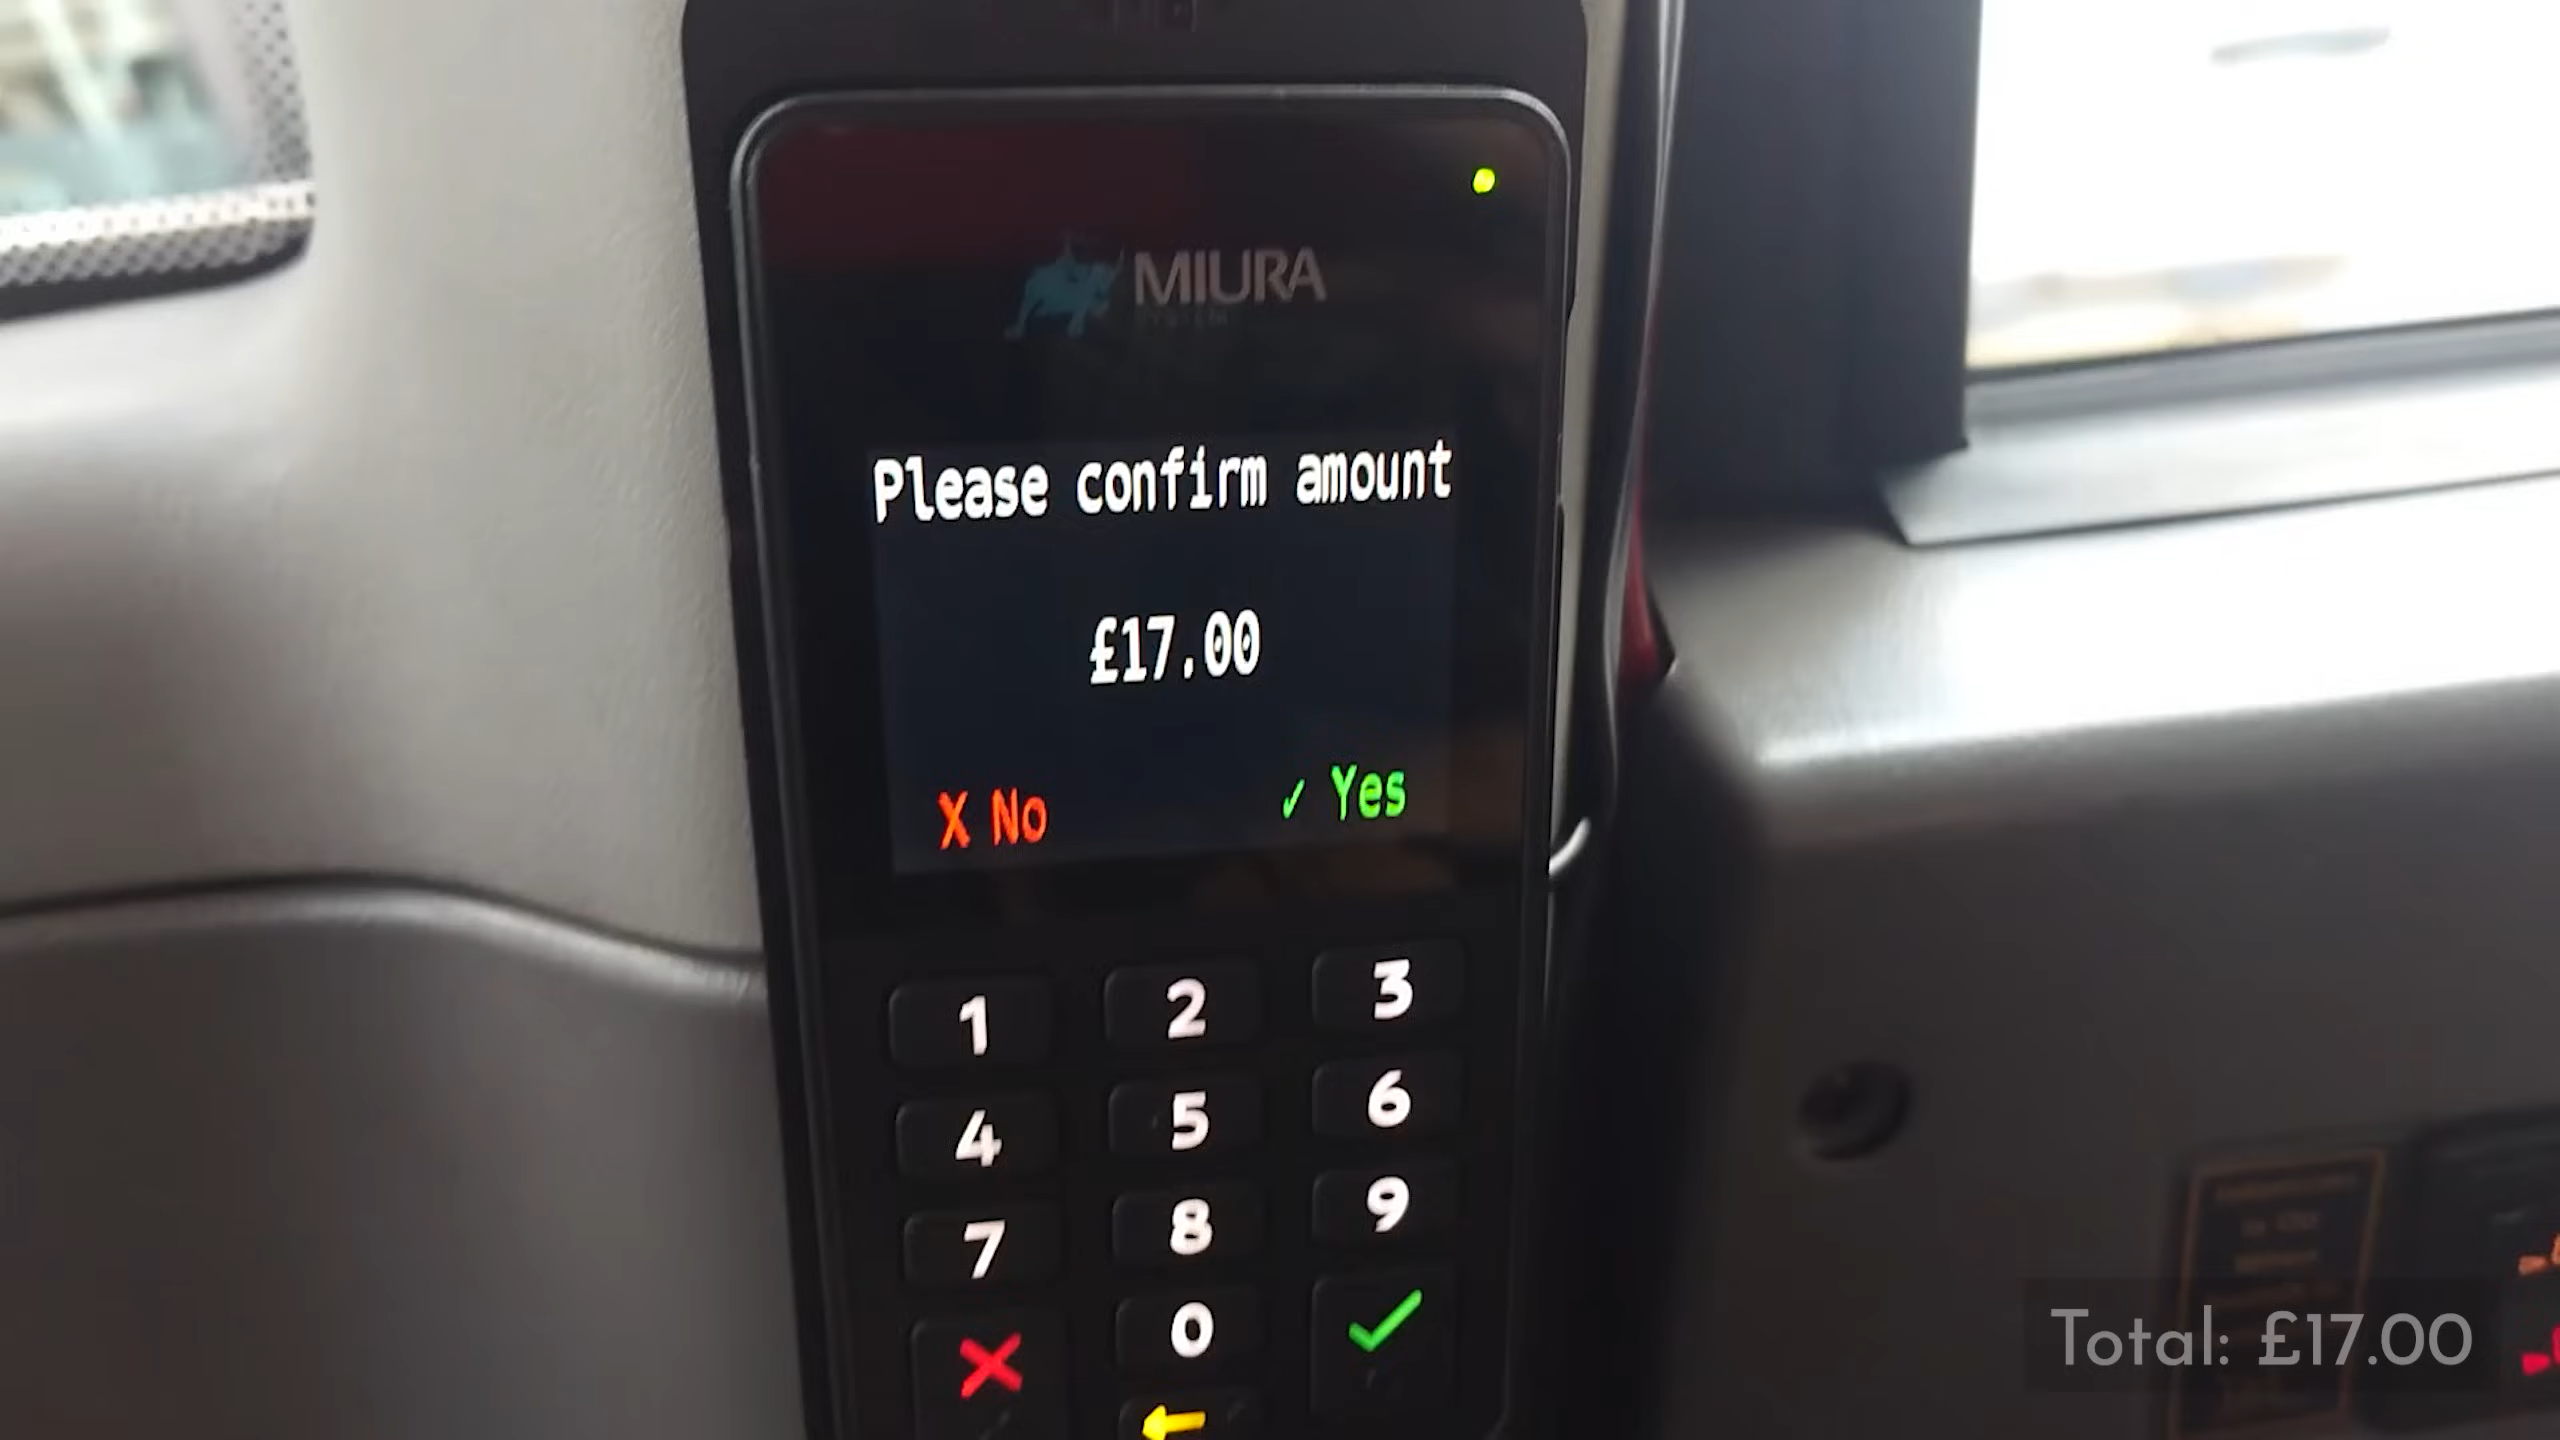 MIURA
SYSTEMS
Please confirm amount
£17.00
X No ✓ Yes
1 2 3
4 5 6
7 8 9
0
Total: £17.00